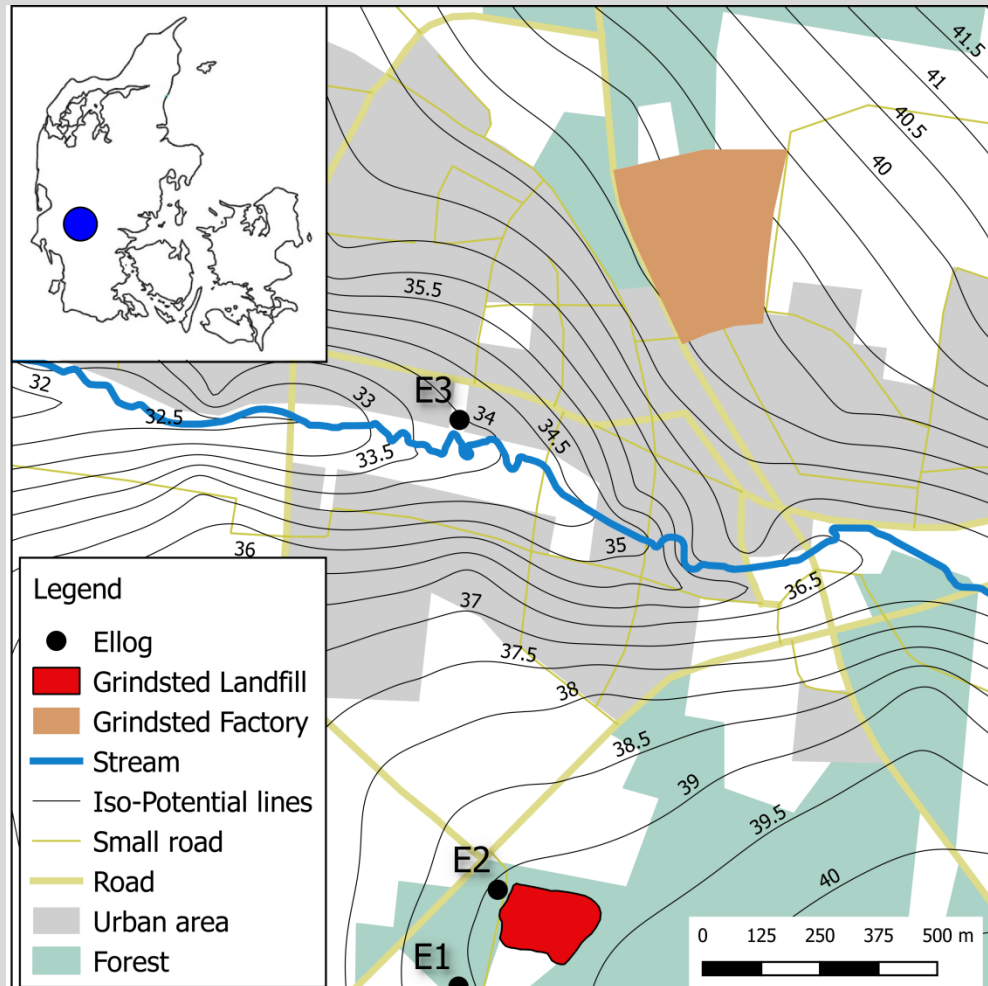 41.5
41
40.5
40
35.5
32
33
E3
34
32.5
34.5
33.5
35
36
36.5
37
37.5
38
38.5
39
39.5
40
E2
E1
Legend
Ellog
Grindsted Landfill
Grindsted Factory
Stream
Iso-Potential lines
Small road
Road
Urban area
Forest
0 125 250 375 500 m